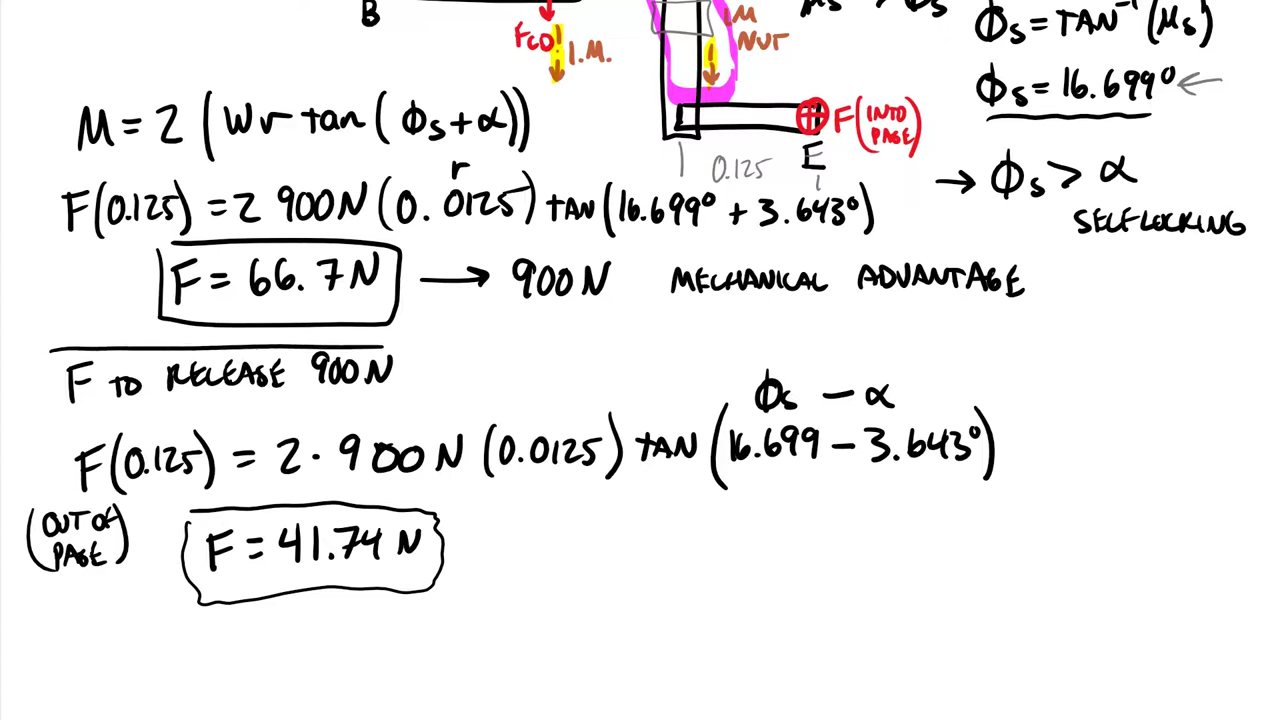 B
F_CD
I.M.
I.M
NUT
ϕs = TAN⁻¹(μs)
ϕs = 16.699° ←
M = 2 (Wr tan(ϕs+α))
F(INTO PAGE)
0.125
E
→ ϕs > α
SELF LOCKING
r
F(0.125) = 2 900N (0.0125) TAN(16.699° + 3.643°)
F = 66.7N → 900N MECHANICAL ADVANTAGE
F TO RELEASE 900N
ϕs − α
F(0.125) = 2·900N (0.0125) TAN(16.699 − 3.643°)
(OUT OF PAGE)
F = 41.74 N